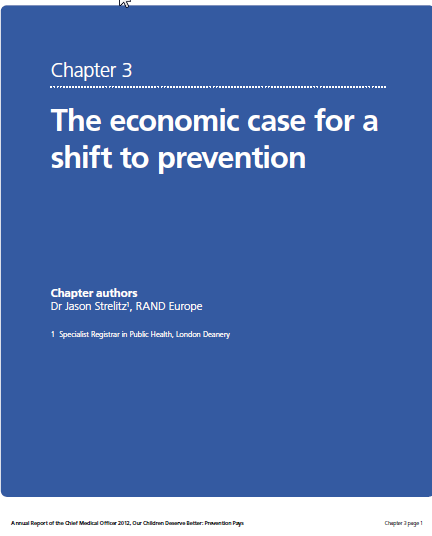 Chapter 3
The economic case for a
shift to prevention
Chapter authors
Dr Jason Strelitz¹, RAND Europe
1 Specialist Registrar in Public Health, London Deanery
Annual Report of the Chief Medical Officer 2012, Our Children Deserve Better: Prevention Pays
Chapter 3 page 1